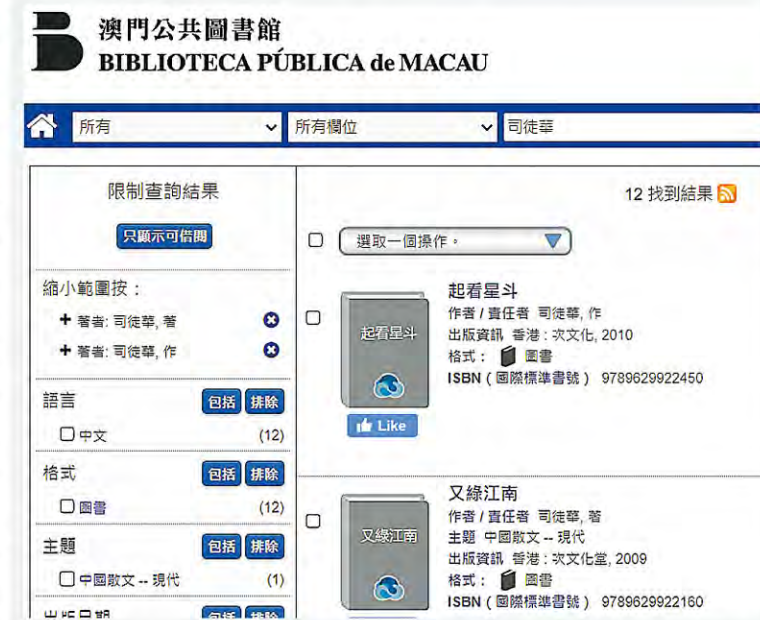 澳門公共圖書館
BIBLIOTECA PÚBLICA de MACAU
所有
所有欄位
司徒華
限制查詢結果
只顯示可借閱
縮小範圍按：
+ 著者: 司徒華, 著
+ 著者: 司徒華, 作
語言 包括 排除
中文 (12)
格式 包括 排除
圖書 (12)
主題 包括 排除
中國散文 -- 現代 (1)
出版日期 包括 排除
12 找到結果
選取一個操作。
起看星斗
起看星斗
作者 / 責任者 司徒華, 作
出版資訊 香港 : 次文化, 2010
格式： 圖書
ISBN ( 國際標準書號 ) 9789629922450
Like
又綠江南
又綠江南
作者 / 責任者 司徒華, 著
主題 中國散文 -- 現代
出版資訊 香港 : 次文化堂, 2009
格式： 圖書
ISBN ( 國際標準書號 ) 9789629922160